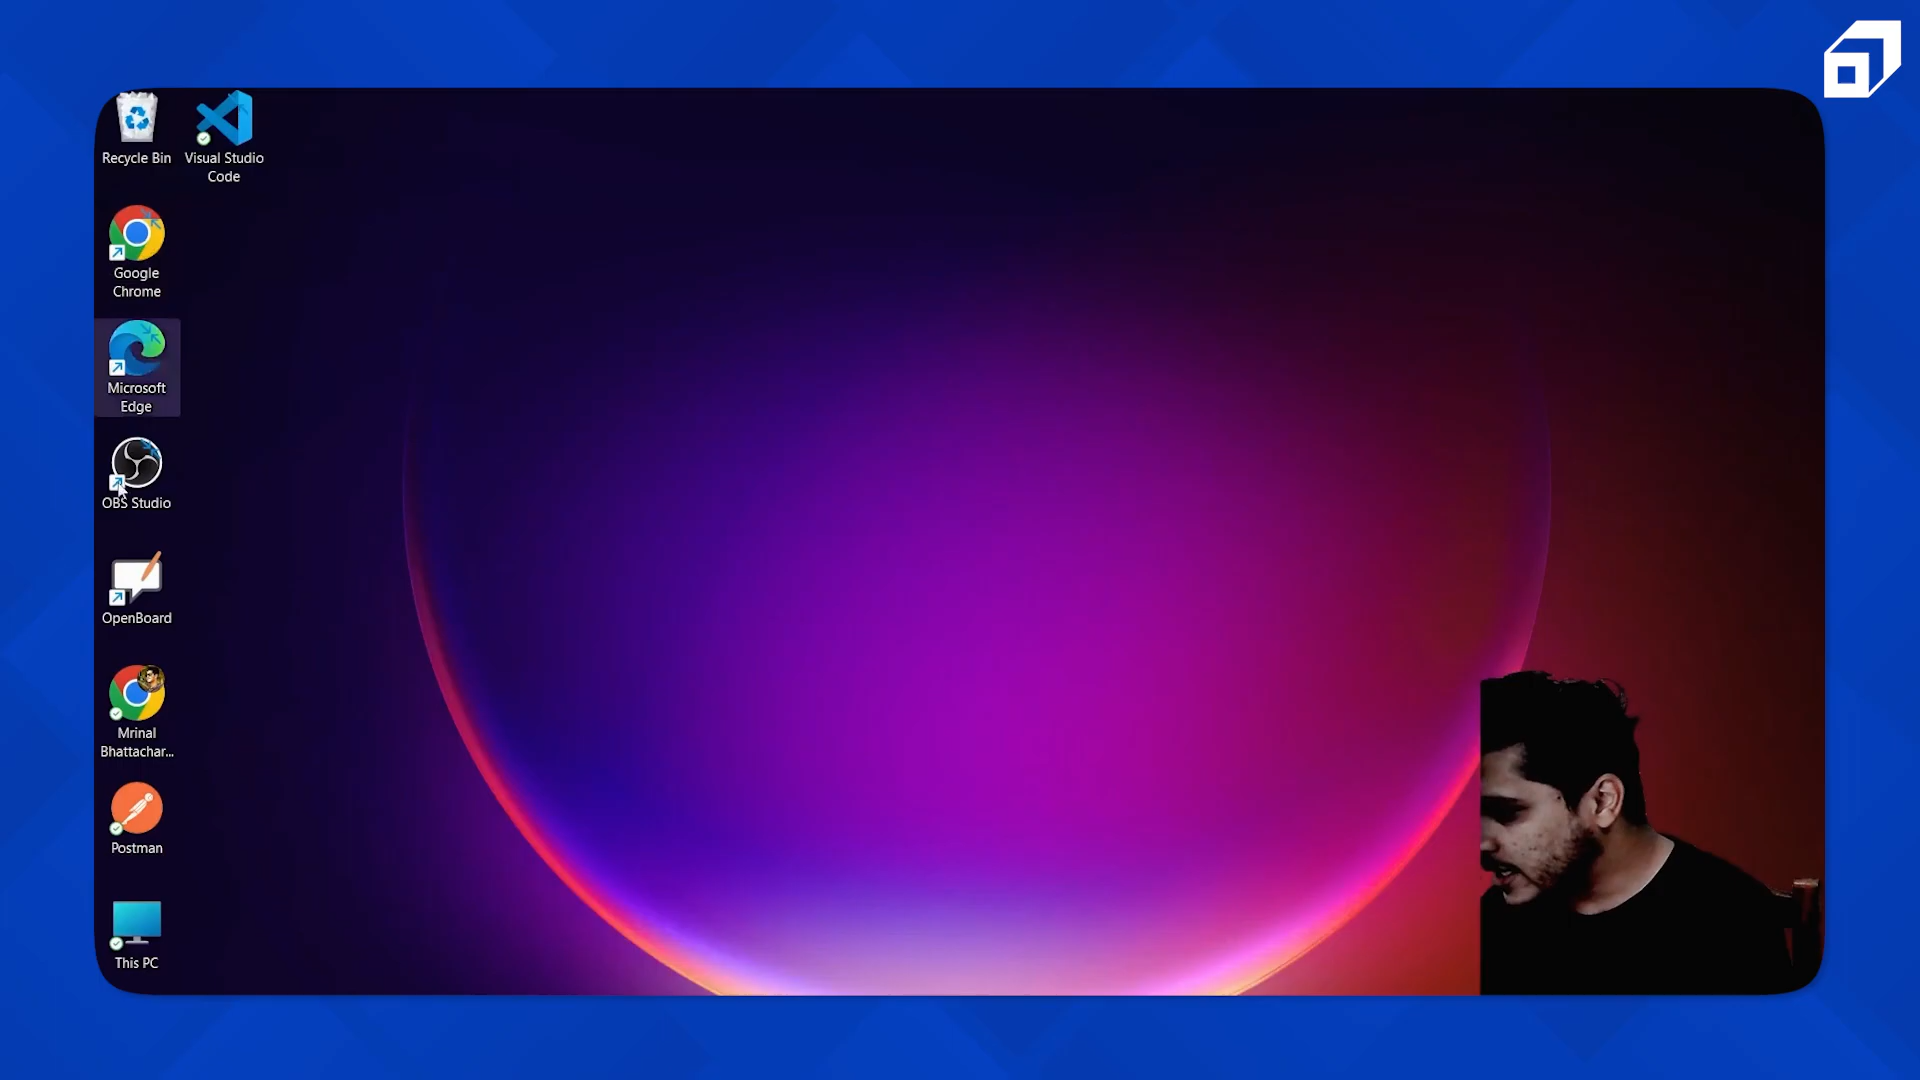 Recycle Bin
Visual Studio
Code
Google
Chrome
Microsoft
Edge
OBS Studio
OpenBoard
Mrinal
Bhattachar...
Postman
This PC